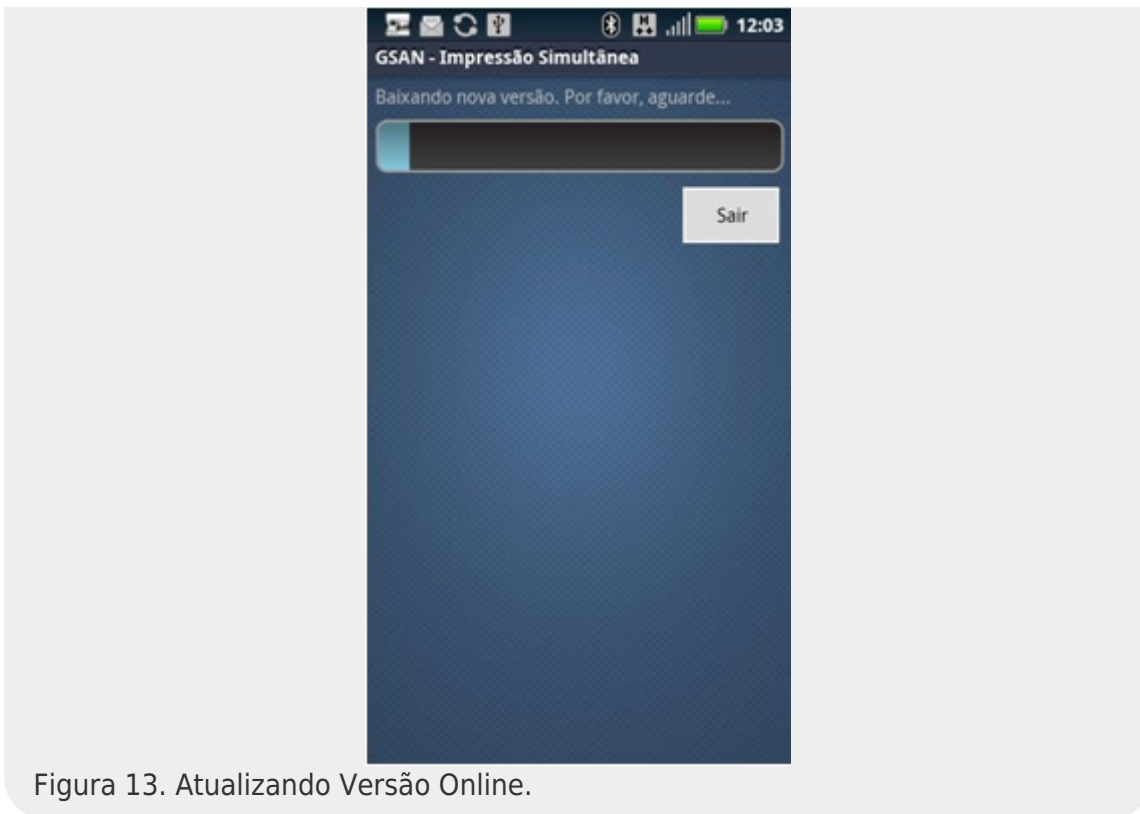 12:03
GSAN - Impressão Simultânea
Baixando nova versão. Por favor, aguarde...
Sair
Figura 13. Atualizando Versão Online.